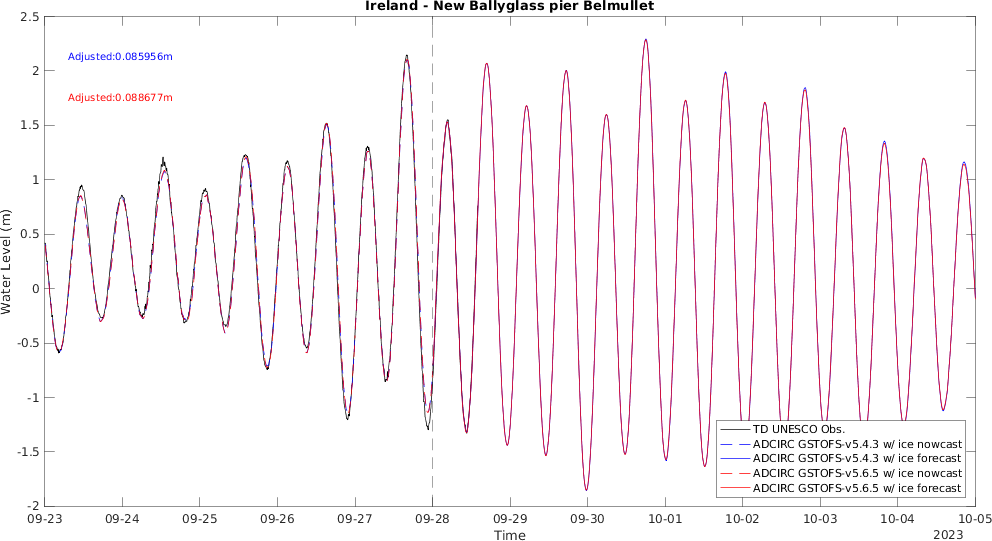 Ireland - New Ballyglass pier Belmullet
2.5
2
1.5
1
0.5
0
-0.5
-1
-1.5
-2
Water Level (m)
Adjusted:0.085956m
Adjusted:0.088677m
TD UNESCO Obs.
ADCIRC GSTOFS-v5.4.3 w/ ice nowcast
ADCIRC GSTOFS-v5.4.3 w/ ice forecast
ADCIRC GSTOFS-v5.6.5 w/ ice nowcast
ADCIRC GSTOFS-v5.6.5 w/ ice forecast
09-23 09-24 09-25 09-26 09-27 09-28 09-29 09-30 10-01 10-02 10-03 10-04 10-05
Time
2023